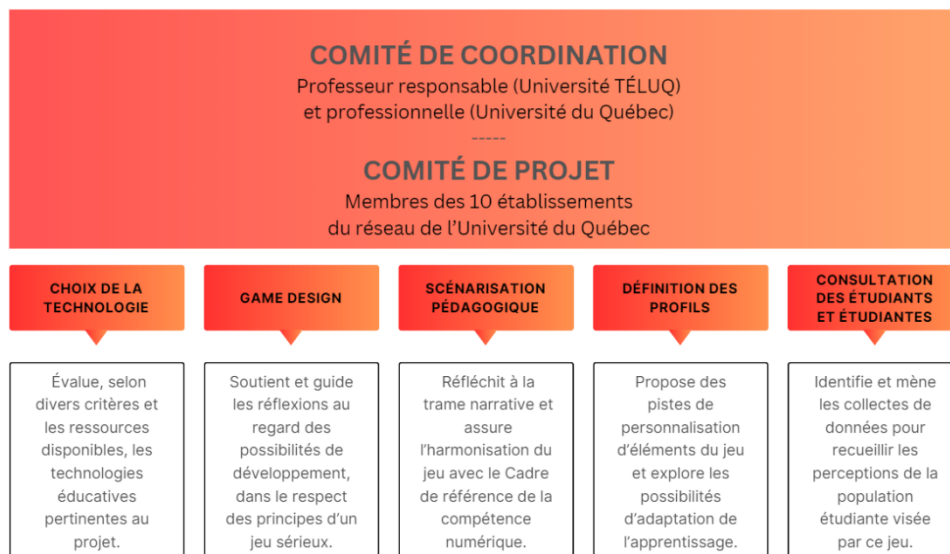 COMITÉ DE COORDINATION
Professeur responsable (Université TÉLUQ)
et professionnelle (Université du Québec)
-----
COMITÉ DE PROJET
Membres des 10 établissements
du réseau de l'Université du Québec
CHOIX DE LA
TECHNOLOGIE
Évalue, selon
divers critères et
les ressources
disponibles, les
technologies
éducatives
pertinentes au
projet.
GAME DESIGN
Soutient et guide
les réflexions au
regard des
possibilités de
développement,
dans le respect
des principes d'un
jeu sérieux.
SCÉNARISATION
PÉDAGOGIQUE
Réfléchit à la
trame narrative et
assure
l'harmonisation du
jeu avec le Cadre
de référence de la
compétence
numérique.
DÉFINITION DES
PROFILS
Propose des
pistes de
personnalisation
d'éléments du jeu
et explore les
possibilités
d'adaptation de
l'apprentissage.
CONSULTATION
DES ÉTUDIANTS
ET ÉTUDIANTES
Identifie et mène
les collectes de
données pour
recueillir les
perceptions de la
population
étudiante visée
par ce jeu.